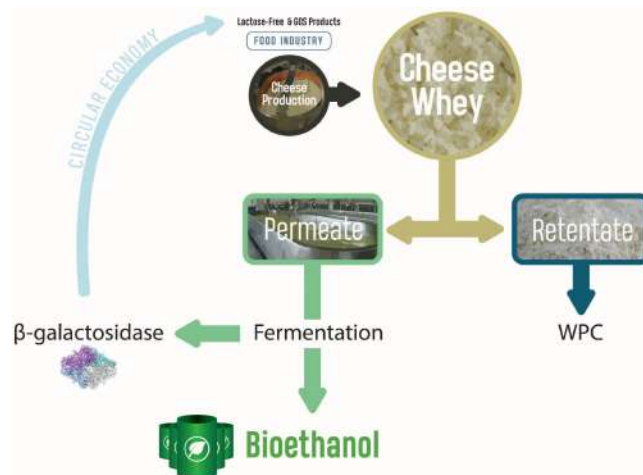 Lactose-Free & GOS Products
FOOD INDUSTRY
CIRCULAR ECONOMY
Cheese
Production
Cheese
Whey
Permeate
Retentate
β-galactosidase
Fermentation
WPC
Bioethanol